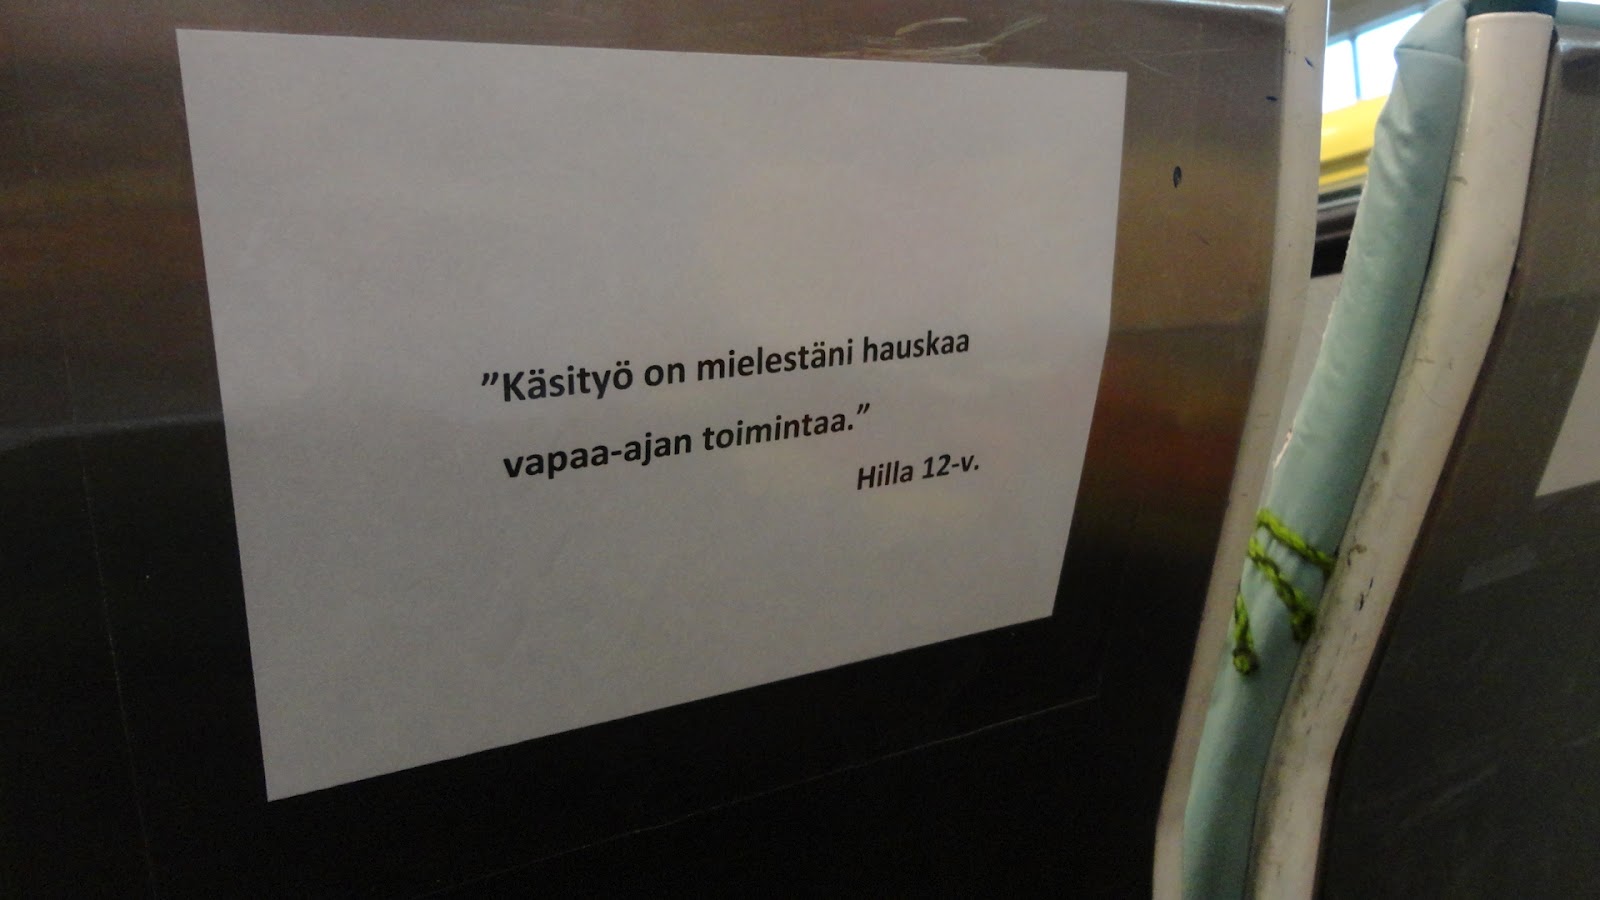 ”Käsityö on mielestäni hauskaa
vapaa-ajan toimintaa.”
Hilla 12-v.